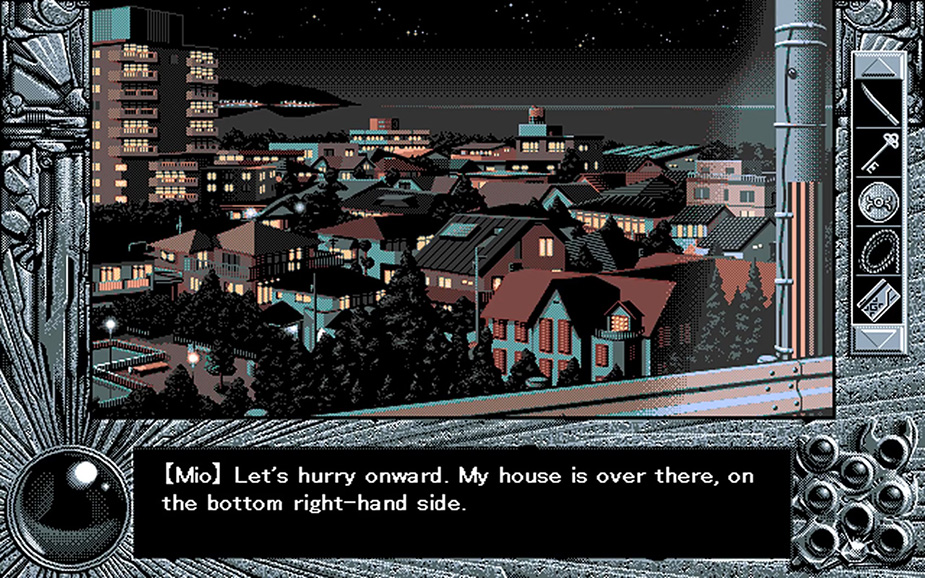 【Mio】Let's hurry onward. My house is over there, on
the bottom right-hand side.